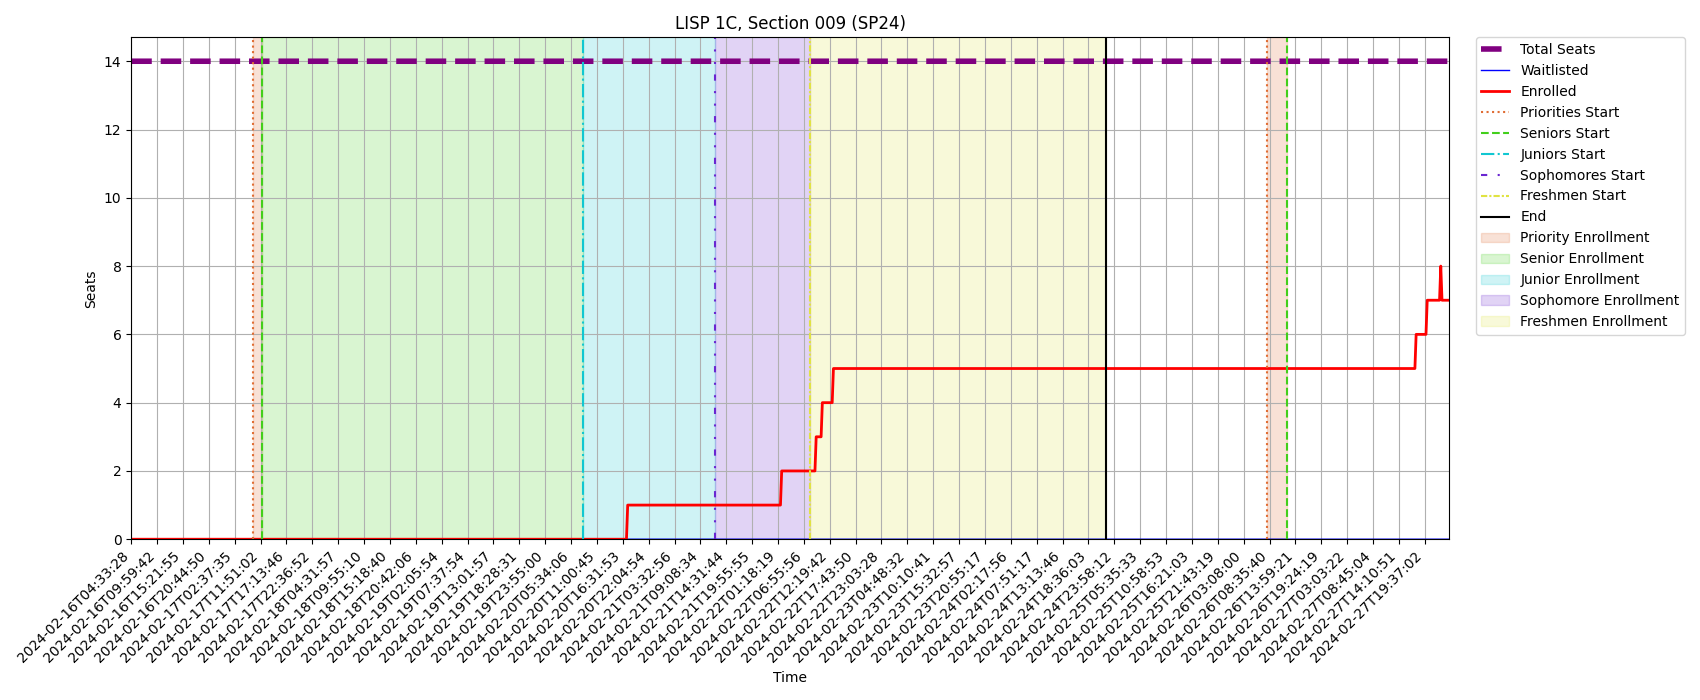 LISP 1C, Section 009 (SP24)
Seats
14
12
10
8
6
4
2
0
2024-02-16T04:33:28
2024-02-16T09:59:42
2024-02-16T15:21:55
2024-02-16T20:44:50
2024-02-17T02:37:35
2024-02-17T11:51:02
2024-02-17T17:13:46
2024-02-17T22:36:52
2024-02-18T04:31:57
2024-02-18T09:55:10
2024-02-18T15:18:40
2024-02-18T20:42:06
2024-02-19T02:05:54
2024-02-19T07:37:54
2024-02-19T13:01:57
2024-02-19T18:28:31
2024-02-19T23:55:00
2024-02-20T05:34:06
2024-02-20T11:00:45
2024-02-20T16:31:53
2024-02-20T22:04:54
2024-02-21T03:32:56
2024-02-21T09:08:34
2024-02-21T14:31:44
2024-02-21T19:55:55
2024-02-22T01:18:19
2024-02-22T06:55:56
2024-02-22T12:19:42
2024-02-22T17:43:50
2024-02-22T23:03:28
2024-02-23T04:48:32
2024-02-23T10:10:41
2024-02-23T15:32:57
2024-02-23T20:55:17
2024-02-24T02:17:56
2024-02-24T07:51:17
2024-02-24T13:13:46
2024-02-24T18:36:03
2024-02-24T23:58:12
2024-02-25T05:35:33
2024-02-25T10:58:53
2024-02-25T16:21:03
2024-02-25T21:43:19
2024-02-26T03:08:00
2024-02-26T08:35:40
2024-02-26T13:59:21
2024-02-26T19:24:19
2024-02-27T03:03:22
2024-02-27T08:45:04
2024-02-27T14:10:51
2024-02-27T19:37:02
Time
Total Seats
Waitlisted
Enrolled
Priorities Start
Seniors Start
Juniors Start
Sophomores Start
Freshmen Start
End
Priority Enrollment
Senior Enrollment
Junior Enrollment
Sophomore Enrollment
Freshmen Enrollment